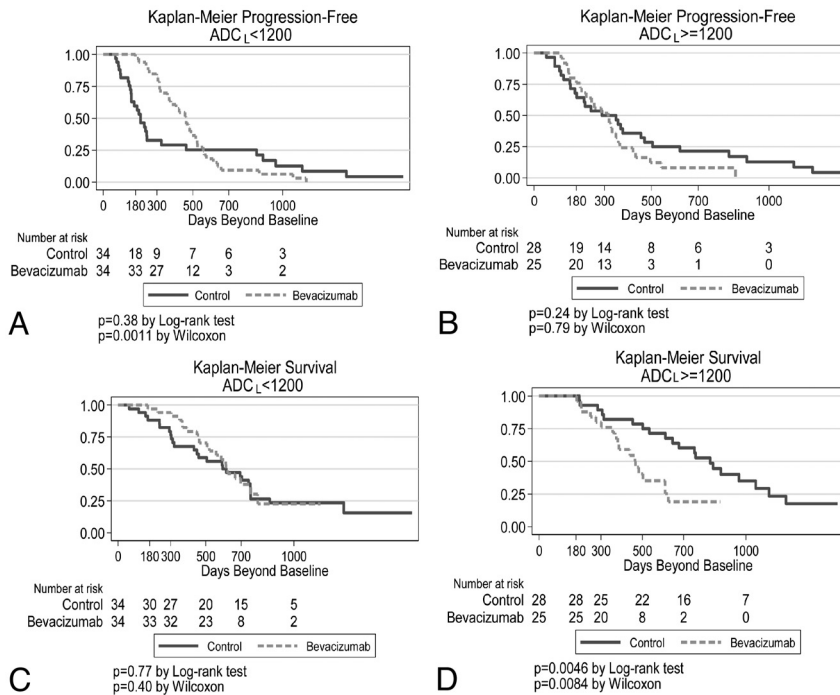 Kaplan-Meier Progression-Free
ADC L<1200
1.00
0.75
0.50
0.25
0.00
0 180 300 500 700 1000
Days Beyond Baseline
Number at risk
Control 34 18 9 7 6 3
Bevacizumab 34 33 27 12 3 2
Control Bevacizumab
A
p=0.38 by Log-rank test
p=0.0011 by Wilcoxon
Kaplan-Meier Progression-Free
ADCL>=1200
1.00
0.75
0.50
0.25
0.00
0 180 300 500 700 1000
Days Beyond Baseline
Number at risk
Control 28 19 14 8 6 3
Bevacizumab 25 20 13 3 1 0
Control Bevacizumab
B
p=0.24 by Log-rank test
p=0.79 by Wilcoxon
Kaplan-Meier Survival
ADCL<1200
1.00
0.75
0.50
0.25
0.00
0 180 300 500 700 1000
Days Beyond Baseline
Number at risk
Control 34 30 27 20 15 5
Bevacizumab 34 33 32 23 8 2
Control Bevacizumab
C
p=0.77 by Log-rank test
p=0.40 by Wilcoxon
Kaplan-Meier Survival
ADCL>=1200
1.00
0.75
0.50
0.25
0.00
0 180 300 500 700 1000
Days Beyond Baseline
Number at risk
Control 28 28 25 22 16 7
Bevacizumab 25 25 20 8 2 0
Control Bevacizumab
D
p=0.0046 by Log-rank test
p=0.0084 by Wilcoxon